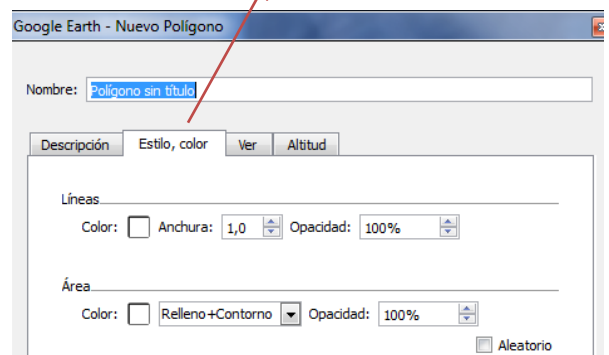 Google Earth - Nuevo Polígono
Nombre: Polígono sin título
Descripción Estilo, color Ver Altitud
Líneas
Color: Anchura: 1,0 Opacidad: 100%
Área
Color: Relleno+Contorno Opacidad: 100%
Aleatorio